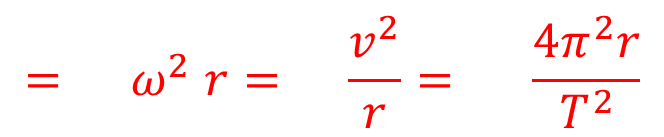 = ω² r = v²/r = 4π²r/T²